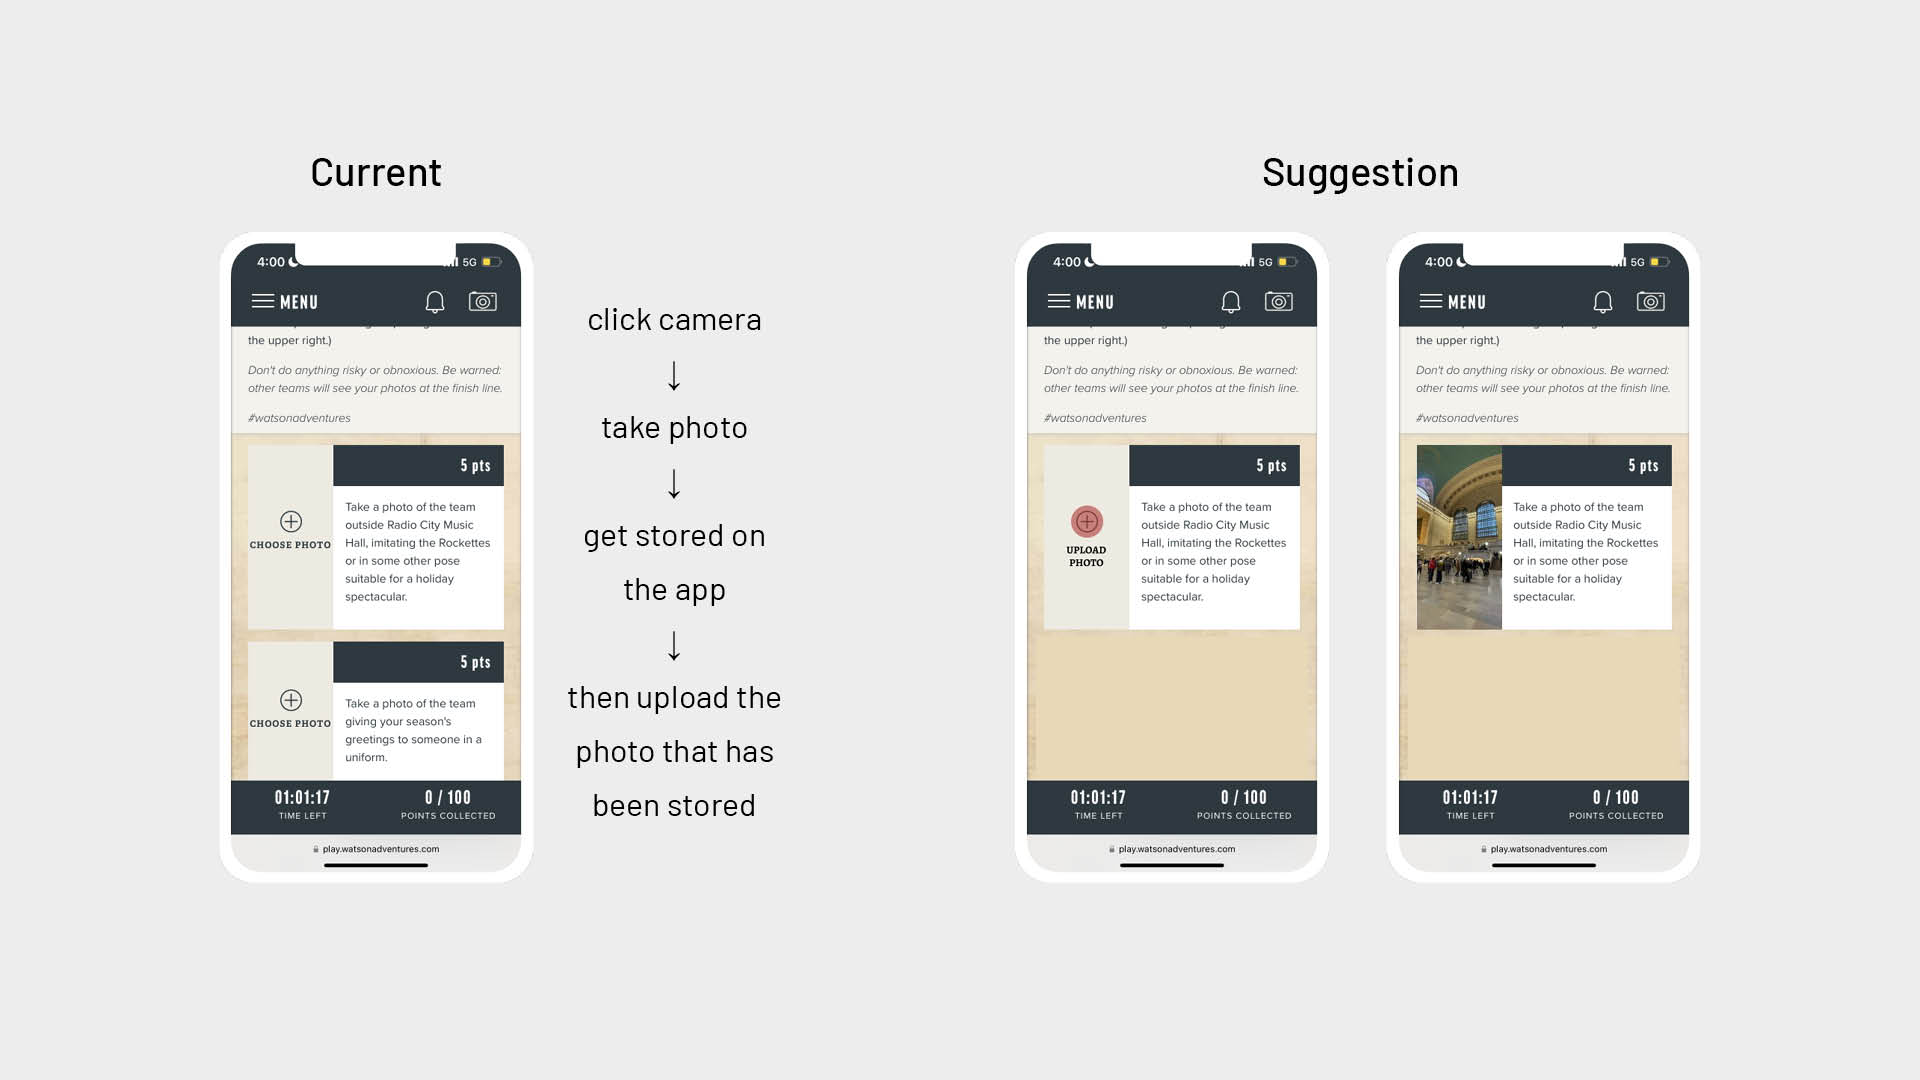 Current
4:00
5G
MENU
the upper right.)
Don't do anything risky or obnoxious. Be warned:
other teams will see your photos at the finish line.
#watsonadventures
5 pts
CHOOSE PHOTO
Take a photo of the team
outside Radio City Music
Hall, imitating the Rockettes
or in some other pose
suitable for a holiday
spectacular.
5 pts
CHOOSE PHOTO
Take a photo of the team
giving your season's
greetings to someone in a
uniform.
01:01:17
TIME LEFT
0 / 100
POINTS COLLECTED
play.watsonadventures.com
click camera
↓
take photo
↓
get stored on
the app
↓
then upload the
photo that has
been stored
Suggestion
4:00
5G
MENU
the upper right.)
Don't do anything risky or obnoxious. Be warned:
other teams will see your photos at the finish line.
#watsonadventures
5 pts
UPLOAD
PHOTO
Take a photo of the team
outside Radio City Music
Hall, imitating the Rockettes
or in some other pose
suitable for a holiday
spectacular.
01:01:17
TIME LEFT
0 / 100
POINTS COLLECTED
play.watsonadventures.com
4:00
5G
MENU
the upper right.)
Don't do anything risky or obnoxious. Be warned:
other teams will see your photos at the finish line.
#watsonadventures
5 pts
Take a photo of the team
outside Radio City Music
Hall, imitating the Rockettes
or in some other pose
suitable for a holiday
spectacular.
01:01:17
TIME LEFT
0 / 100
POINTS COLLECTED
play.watsonadventures.com